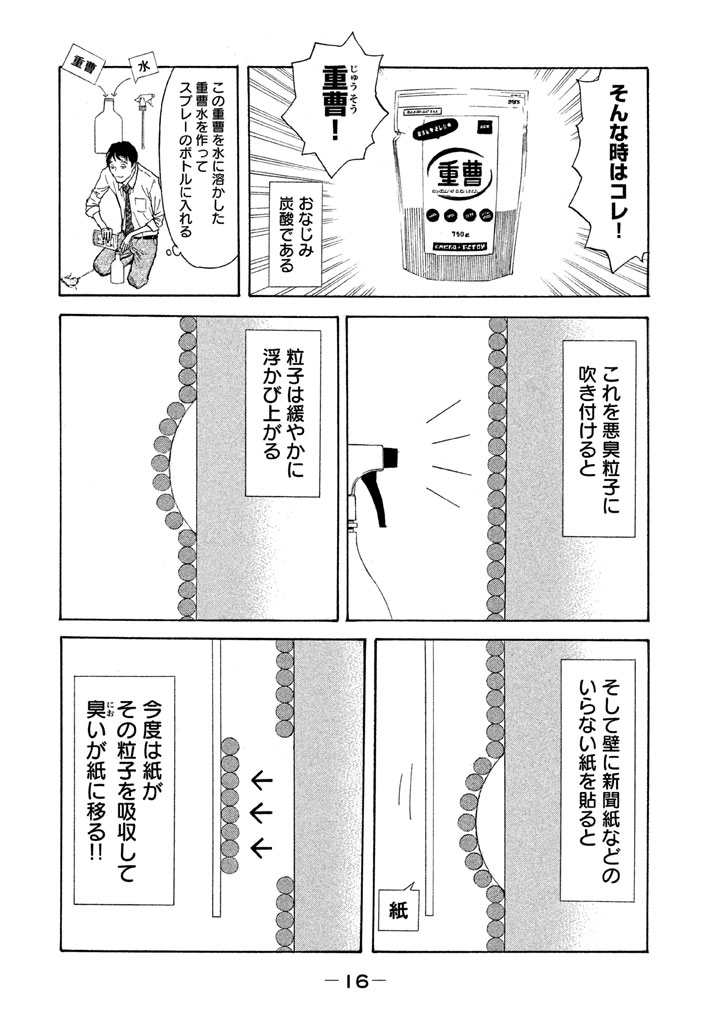 そんな時はコレ！
重曹
じゅうそう
重曹！
おなじみ
炭酸である
この重曹を水に溶かした
重曹水を作って
スプレーのボトルに入れる
水
重曹
これを悪臭粒子に
吹き付けると
粒子は緩やかに
浮かび上がる
そして壁に新聞紙などの
いらない紙を貼ると
紙
今度は紙が
その粒子を吸収して
臭いが紙に移る!!
にお
－16－